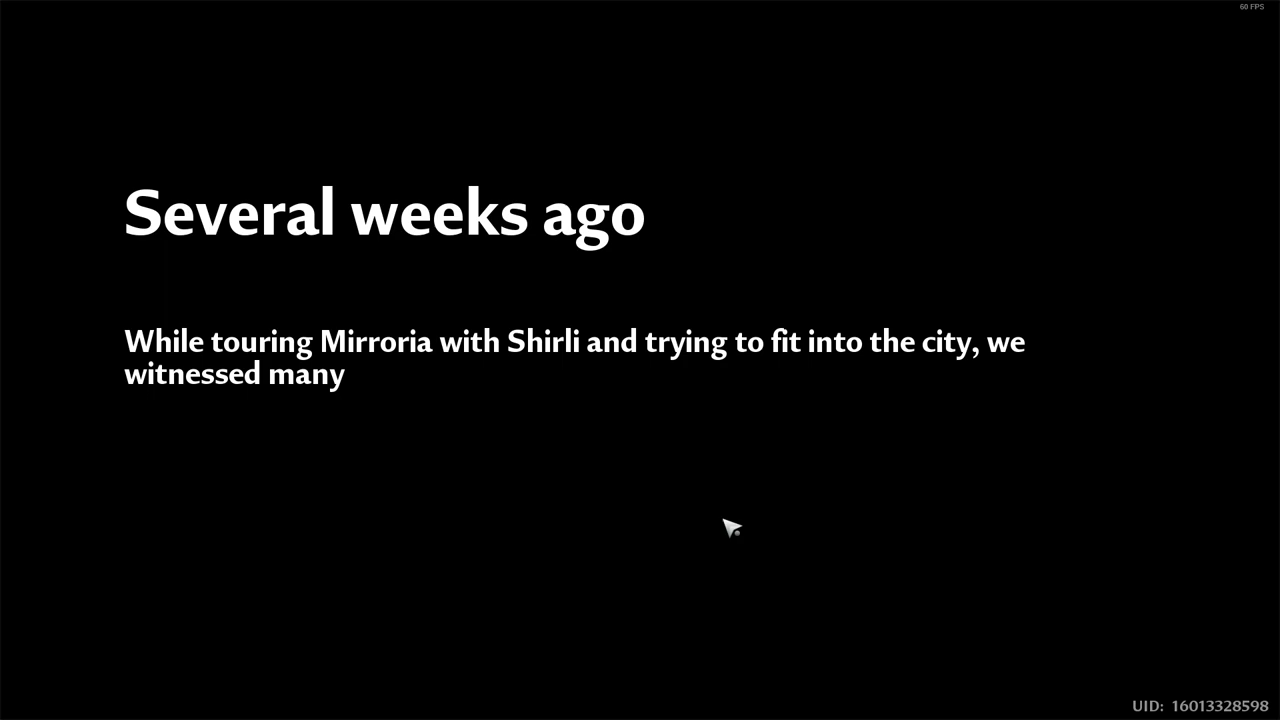 60 FPS
Several weeks ago
While touring Mirroria with Shirli and trying to fit into the city, we
witnessed many
UID: 16013328598